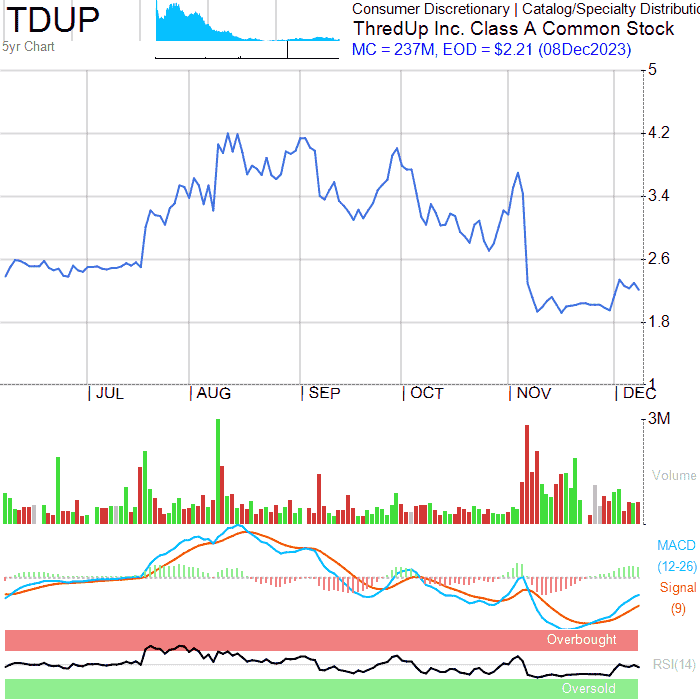 TDUP
5yr Chart
Consumer Discretionary | Catalog/Specialty Distributio
ThredUp Inc. Class A Common Stock
MC = 237M, EOD = $2.21 (08Dec2023)
5
4.2
3.4
2.6
1.8
1
JUL AUG SEP OCT NOV DEC
3M
Volume
MACD
(12-26)
Signal
(9)
Overbought
RSI(14)
Oversold